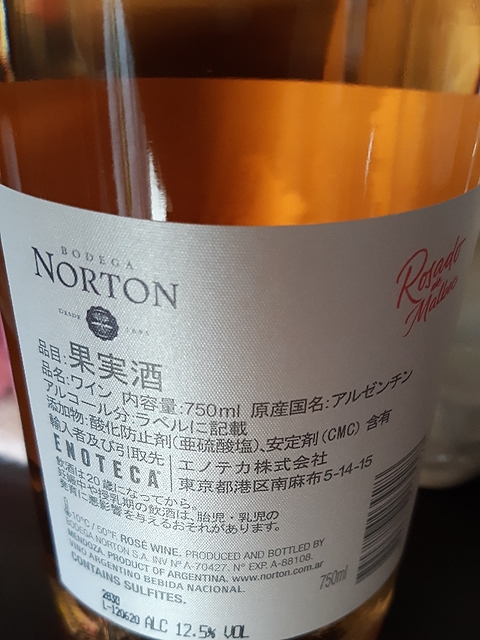 BODEGA
NORTON
DESDE 1895
Rosado
de
Malbec
品目:果実酒
品名:ワイン 内容量:750ml 原産国名:アルゼンチン
アルコール分:ラベルに記載
添加物:酸化防止剤(亜硫酸塩)、安定剤(CMC) 含有
輸入者及び引取先
ENOTECA
エノテカ株式会社
東京都港区南麻布5-14-15
飲酒は20歳になってから。
妊娠中や授乳期の飲酒は、胎児・乳児の
発育に悪影響を与えるおそれがあります。
10°C / 50°F ROSÉ WINE. PRODUCED AND BOTTLED BY
BODEGA NORTON S.A. INV Nº A-70427. Nº EXP. A-88108.
MENDOZA. PRODUCT OF ARGENTINA. www.norton.com.ar
VINO ARGENTINO BEBIDA NACIONAL.
CONTAINS SULFITES.
750ml
2830
L-120620 ALC 12.5% VOL